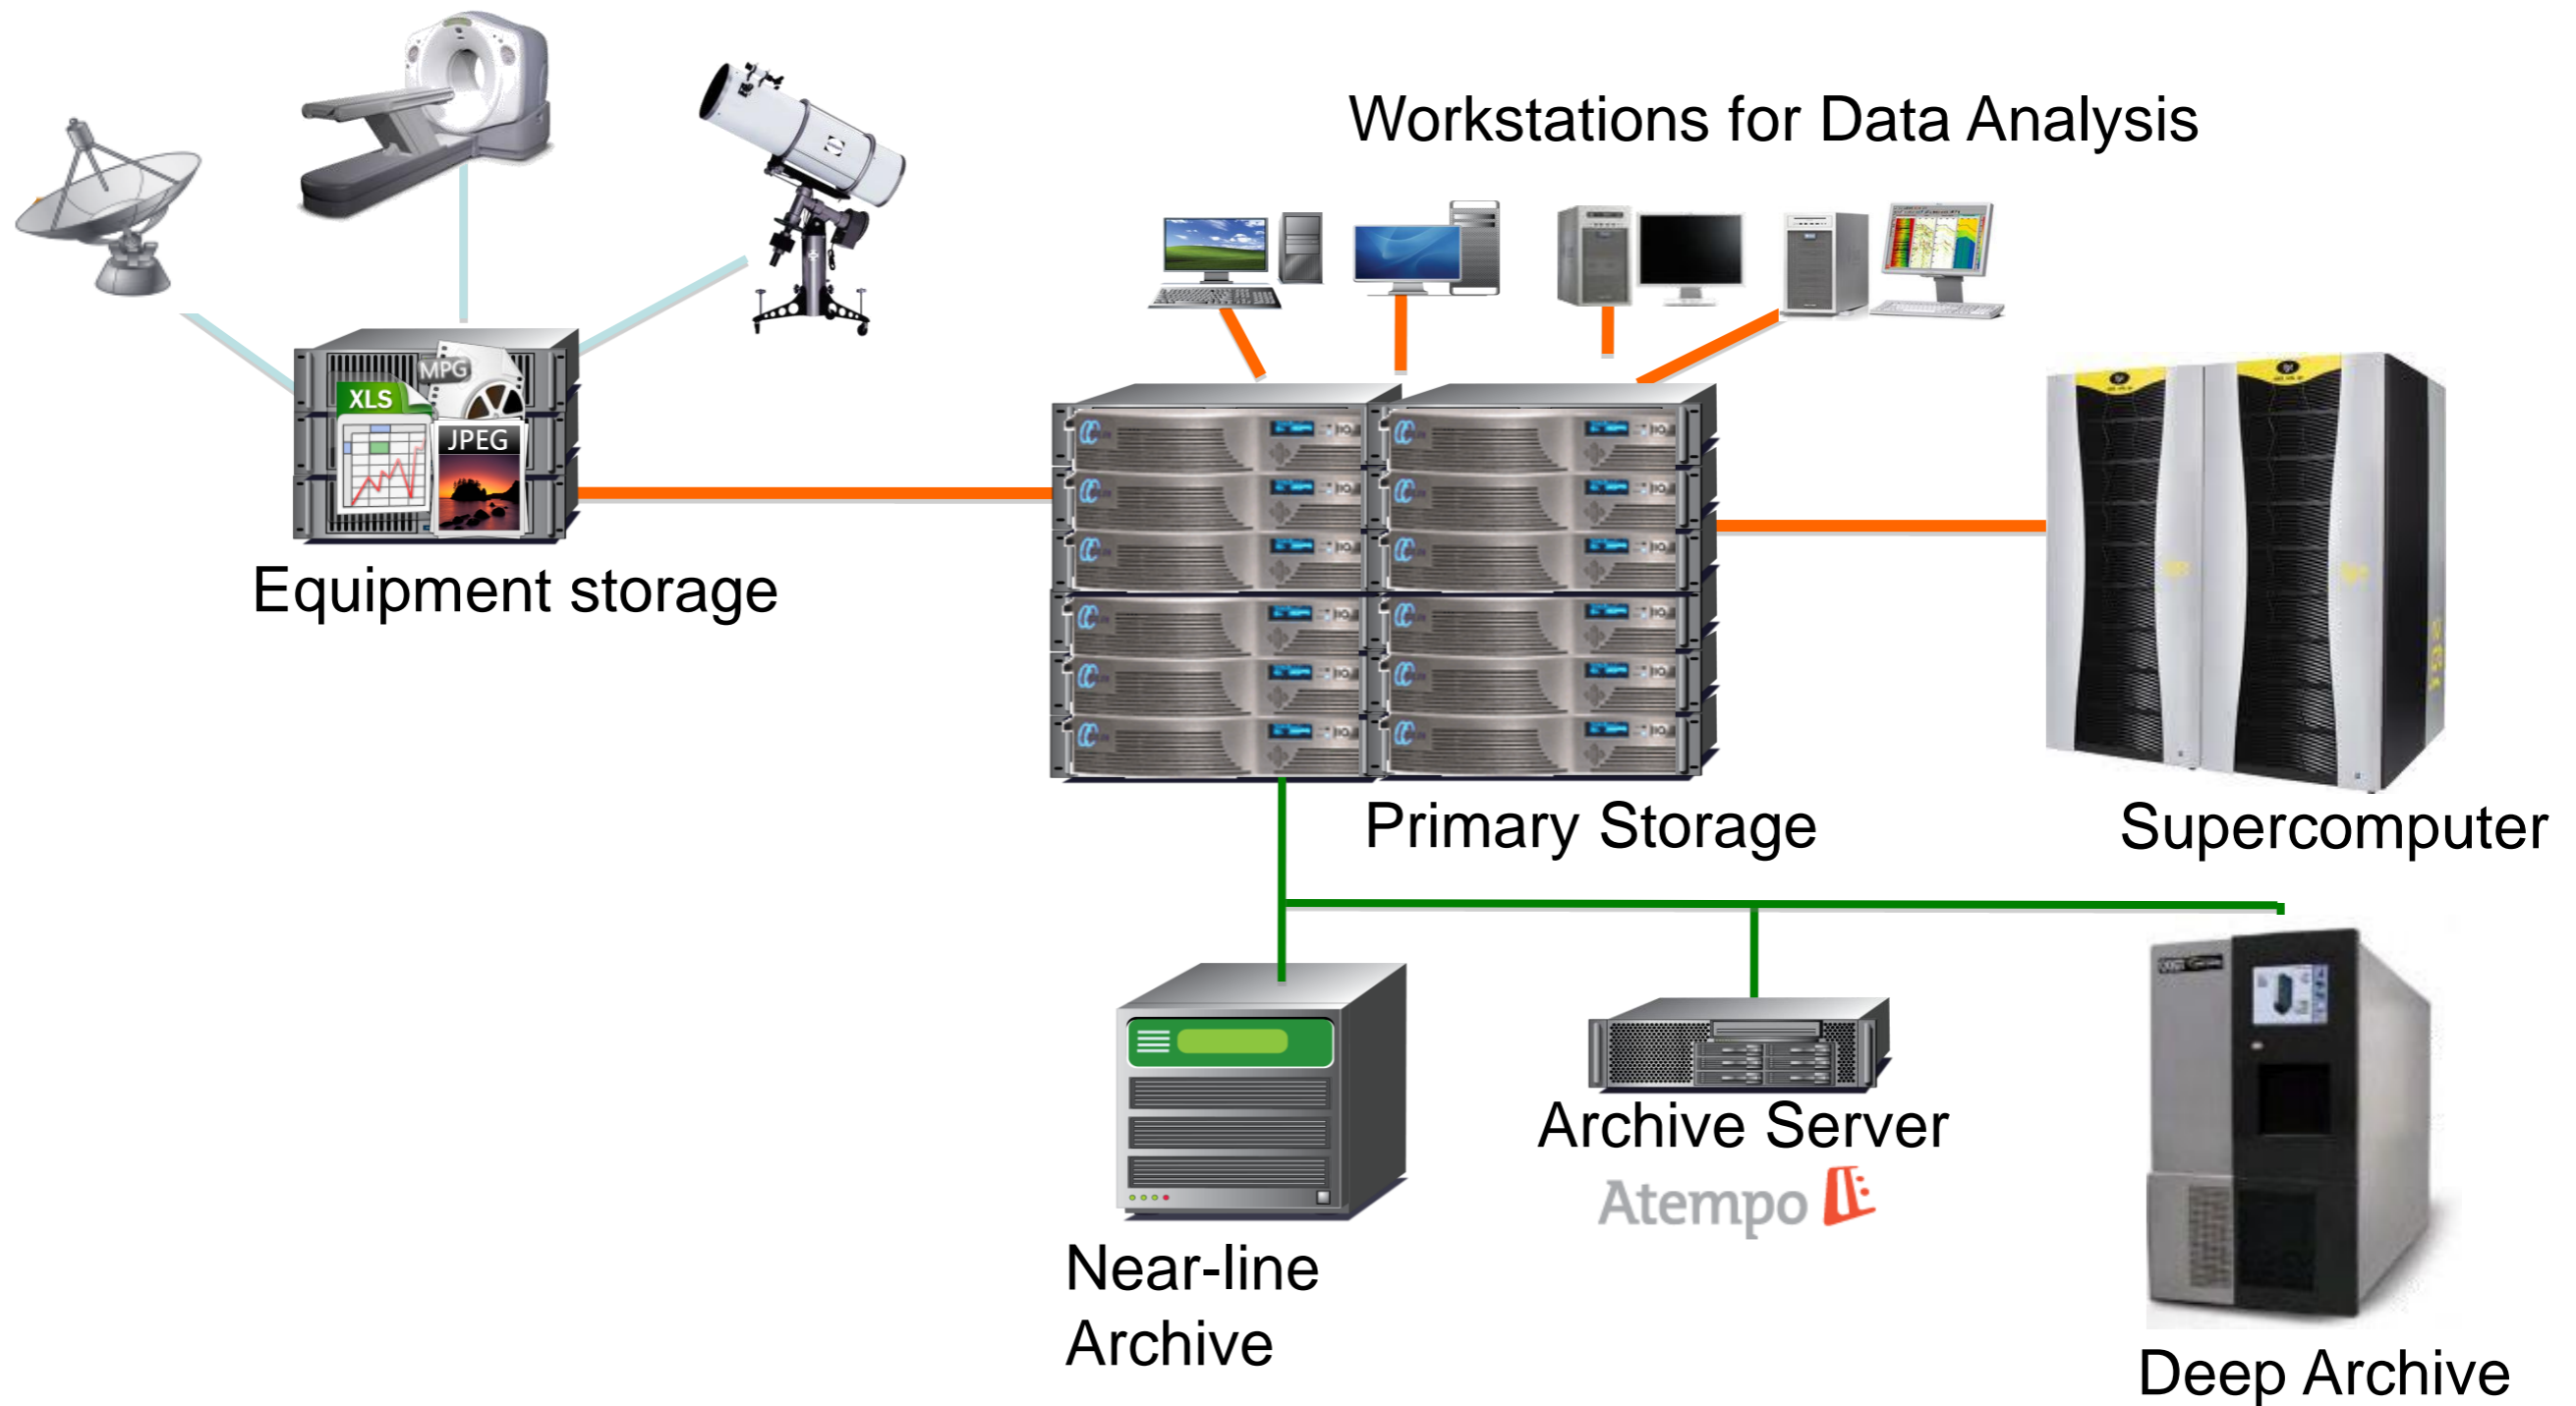 Workstations for Data Analysis
MPG
XLS
JPEG
Equipment storage
Primary Storage
Supercomputer
Archive Server
Atempo
Near-line
Archive
Deep Archive